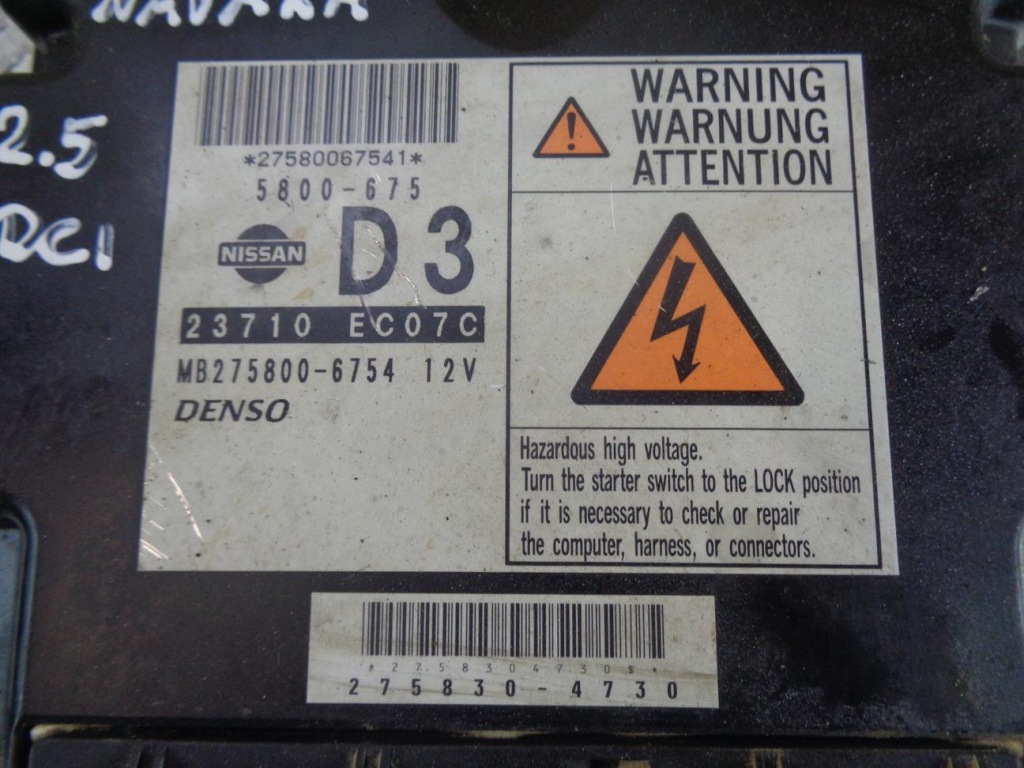 NAVARA
2.5
DCI
*27580067541*
5800-675
NISSAN
D3
23710 EC07C
MB275800-6754 12V
DENSO
WARNING
WARNUNG
ATTENTION
Hazardous high voltage.
Turn the starter switch to the LOCK position
if it is necessary to check or repair
the computer, harness, or connectors.
*2758304730$*
275830-4730